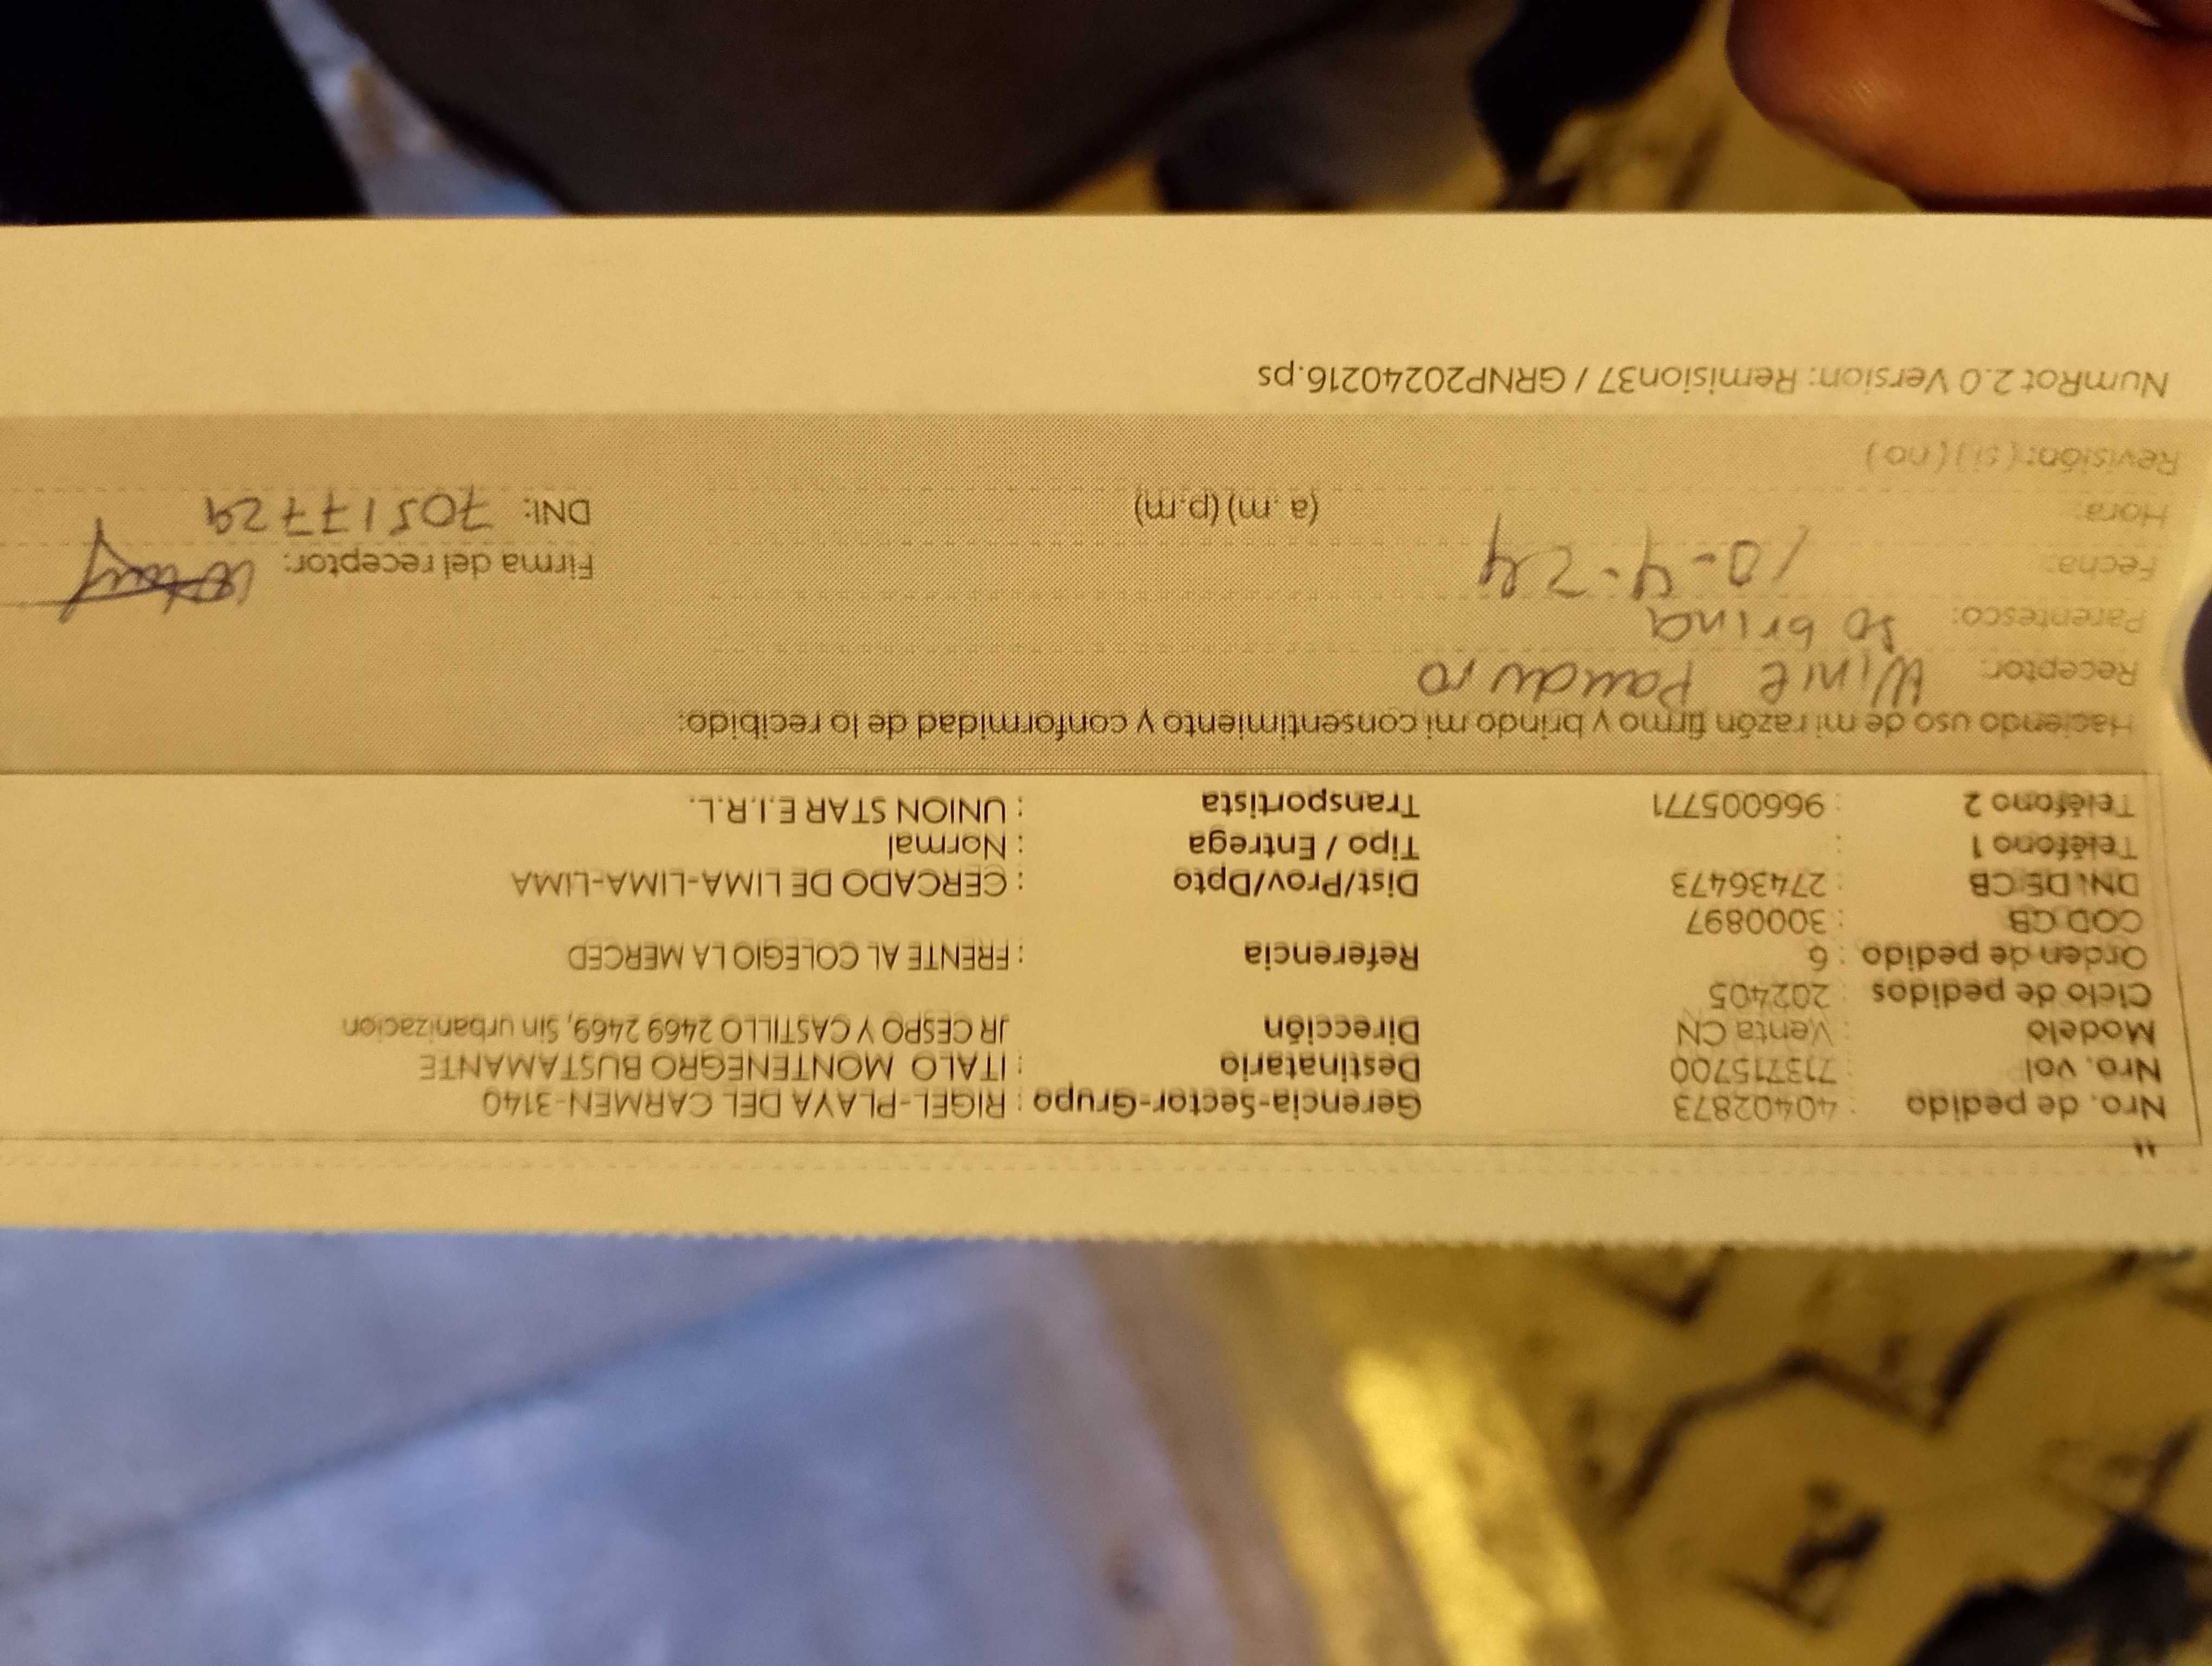 Nro. de pedido : 40402873 Gerencia-Sector-Grupo : RIGEL-PLAYA DEL CARMEN-3140
Nro. vol : 713715700 Destinatario : ITALO MONTENEGRO BUSTAMANTE
Modelo : Venta CN Dirección JR CESPO Y CASTILLO 2469 2469, Sin urbanizacion
Ciclo de pedidos : 202405
Orden de pedido : 6 Referencia : FRENTE AL COLEGIO LA MERCED
COD CB : 3000897
DNI DE CB : 27436473 Dist/Prov/Dpto : CERCADO DE LIMA-LIMA-LIMA
Teléfono 1 : Tipo / Entrega : Normal
Teléfono 2 : 966005771 Transportista : UNION STAR E.I.R.L.
Haciendo uso de mi razón firmo y brindo mi consentimiento y conformidad de lo recibido:
Receptor: Winie Panduro
Parentesco: sobrina
Fecha: 10-4-24 Firma del receptor:
Hora: (a .m) (p.m) DNI: 70517729
Revisión: (si) (no)
NumRot 2.0 Version: Remision37 / GRNP20240216.ps